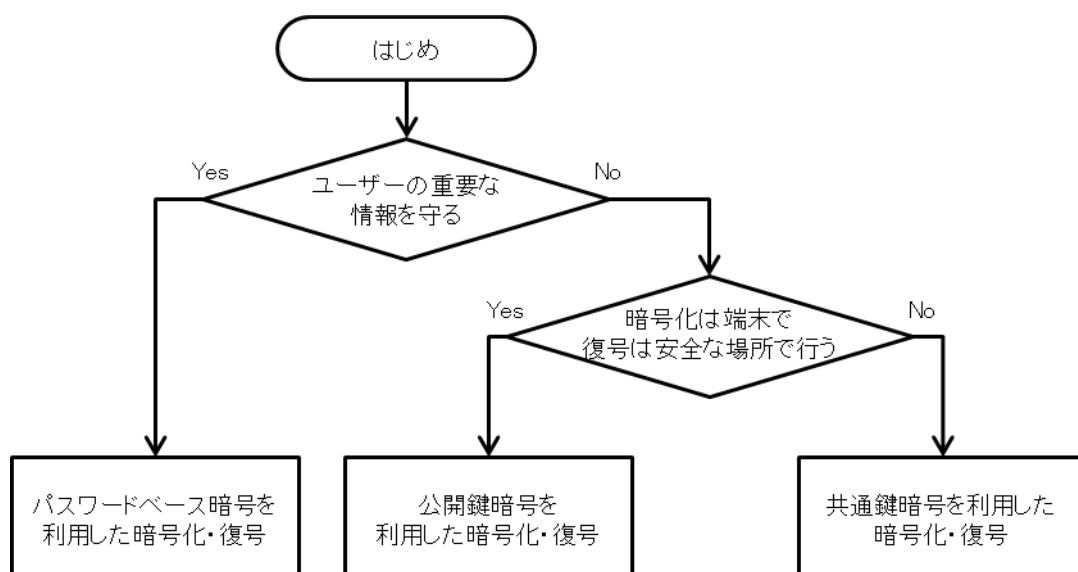 はじめ
Yes
No
ユーザーの重要な
情報を守る
Yes
No
暗号化は端末で
復号は安全な場所で行う
パスワードベース暗号を
利用した暗号化・復号
公開鍵暗号を
利用した暗号化・復号
共通鍵暗号を利用した
暗号化・復号